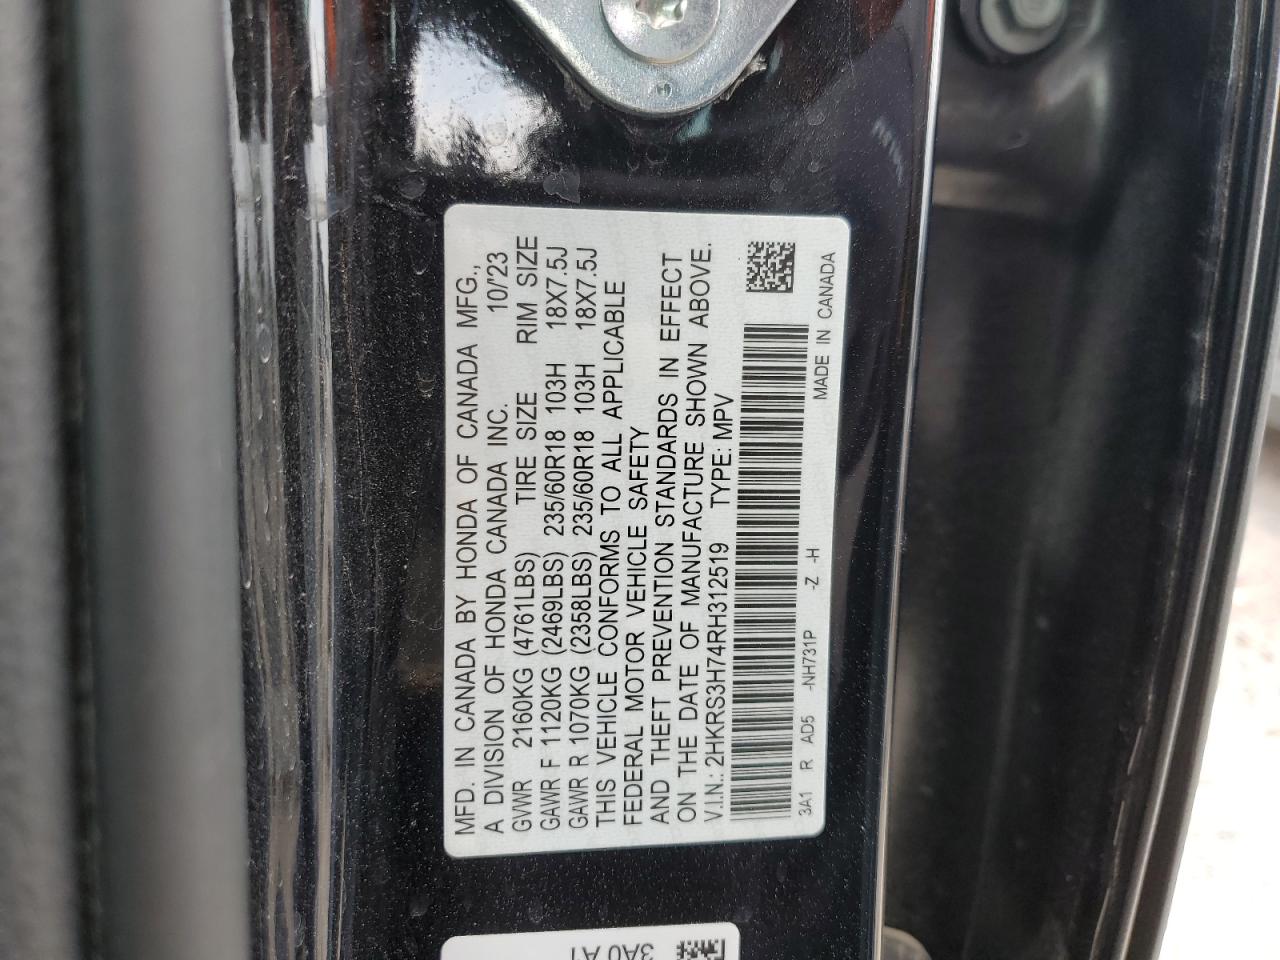 MFD. IN CANADA BY HONDA OF CANADA MFG.,
A DIVISION OF HONDA CANADA INC. 10/'23
GVWR 2160KG (4761LBS) TIRE SIZE RIM SIZE
GAWR F 1120KG (2469LBS) 235/60R18 103H 18X7.5J
GAWR R 1070KG (2358LBS) 235/60R18 103H 18X7.5J
THIS VEHICLE CONFORMS TO ALL APPLICABLE
FEDERAL MOTOR VEHICLE SAFETY
AND THEFT PREVENTION STANDARDS IN EFFECT
ON THE DATE OF MANUFACTURE SHOWN ABOVE.
V.I.N.: 2HKRS3H74RH312519 TYPE: MPV
3A1 R AD5 -NH731P -Z -H MADE IN CANADA
3A0 A1